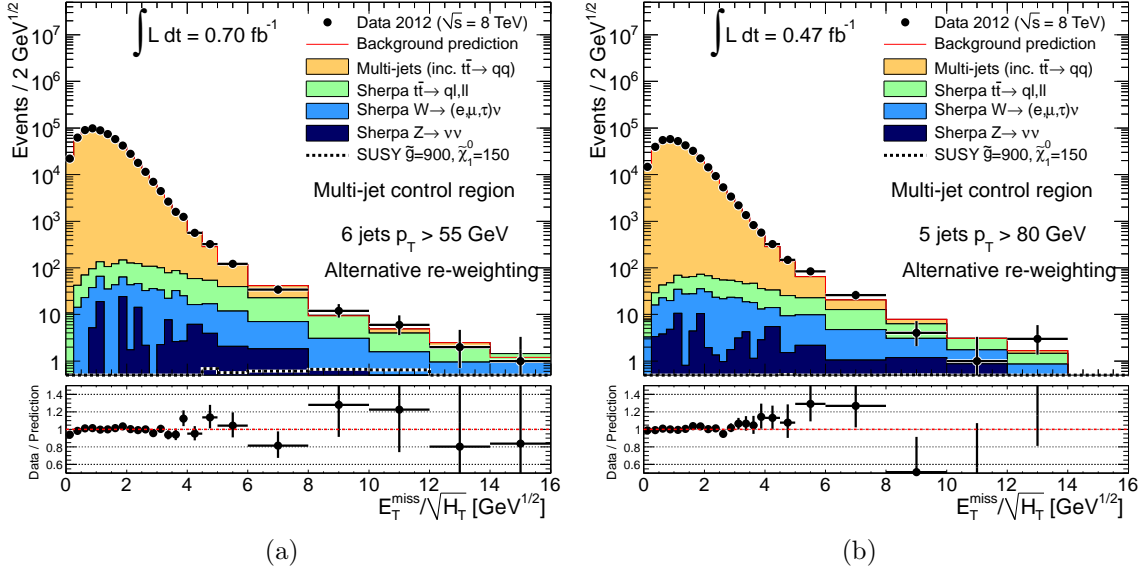 ∫ L dt = 0.70 fb⁻¹
Data 2012 (√s = 8 TeV)
Background prediction
Multi-jets (inc. tt̄→ qq)
Sherpa tt̄→ ql,ll
Sherpa W→ (e,μ,τ)ν
Sherpa Z→ νν
SUSY g̃=900, χ̃₁⁰=150
Multi-jet control region
6 jets p_T > 55 GeV
Alternative re-weighting
Events / 2 GeV^1/2
10⁷
10⁶
10⁵
10⁴
10³
10²
10
1
Data / Prediction
1.4
1.2
1.0
0.8
0.6
0 2 4 6 8 10 12 14 16
E_T^miss/√H_T [GeV^1/2]
(a)
∫ L dt = 0.47 fb⁻¹
Data 2012 (√s = 8 TeV)
Background prediction
Multi-jets (inc. tt̄→ qq)
Sherpa tt̄→ ql,ll
Sherpa W→ (e,μ,τ)ν
Sherpa Z→ νν
SUSY g̃=900, χ̃₁⁰=150
Multi-jet control region
5 jets p_T > 80 GeV
Alternative re-weighting
Events / 2 GeV^1/2
10⁷
10⁶
10⁵
10⁴
10³
10²
10
1
Data / Prediction
1.4
1.2
1.0
0.8
0.6
0 2 4 6 8 10 12 14 16
E_T^miss/√H_T [GeV^1/2]
(b)